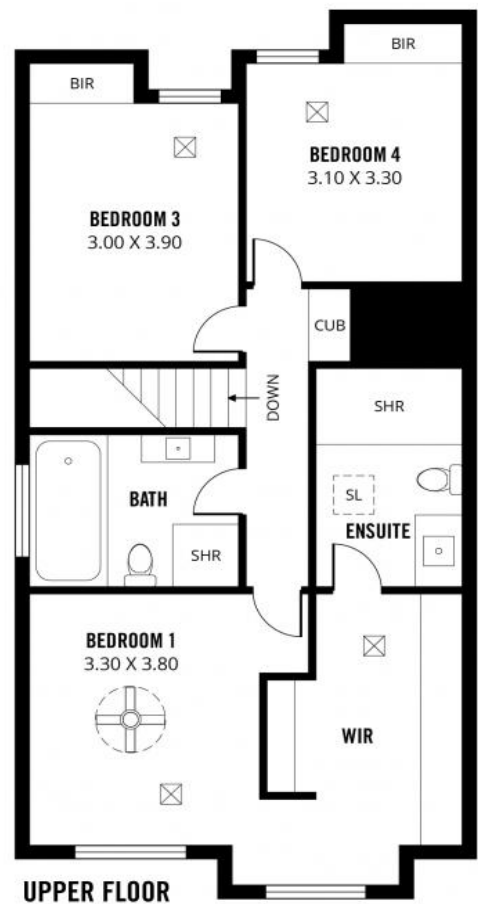 BIR
BIR
BEDROOM 4
3.10 X 3.30
BEDROOM 3
3.00 X 3.90
CUB
DOWN
SHR
BATH
SL
ENSUITE
SHR
BEDROOM 1
3.30 X 3.80
WIR
UPPER FLOOR